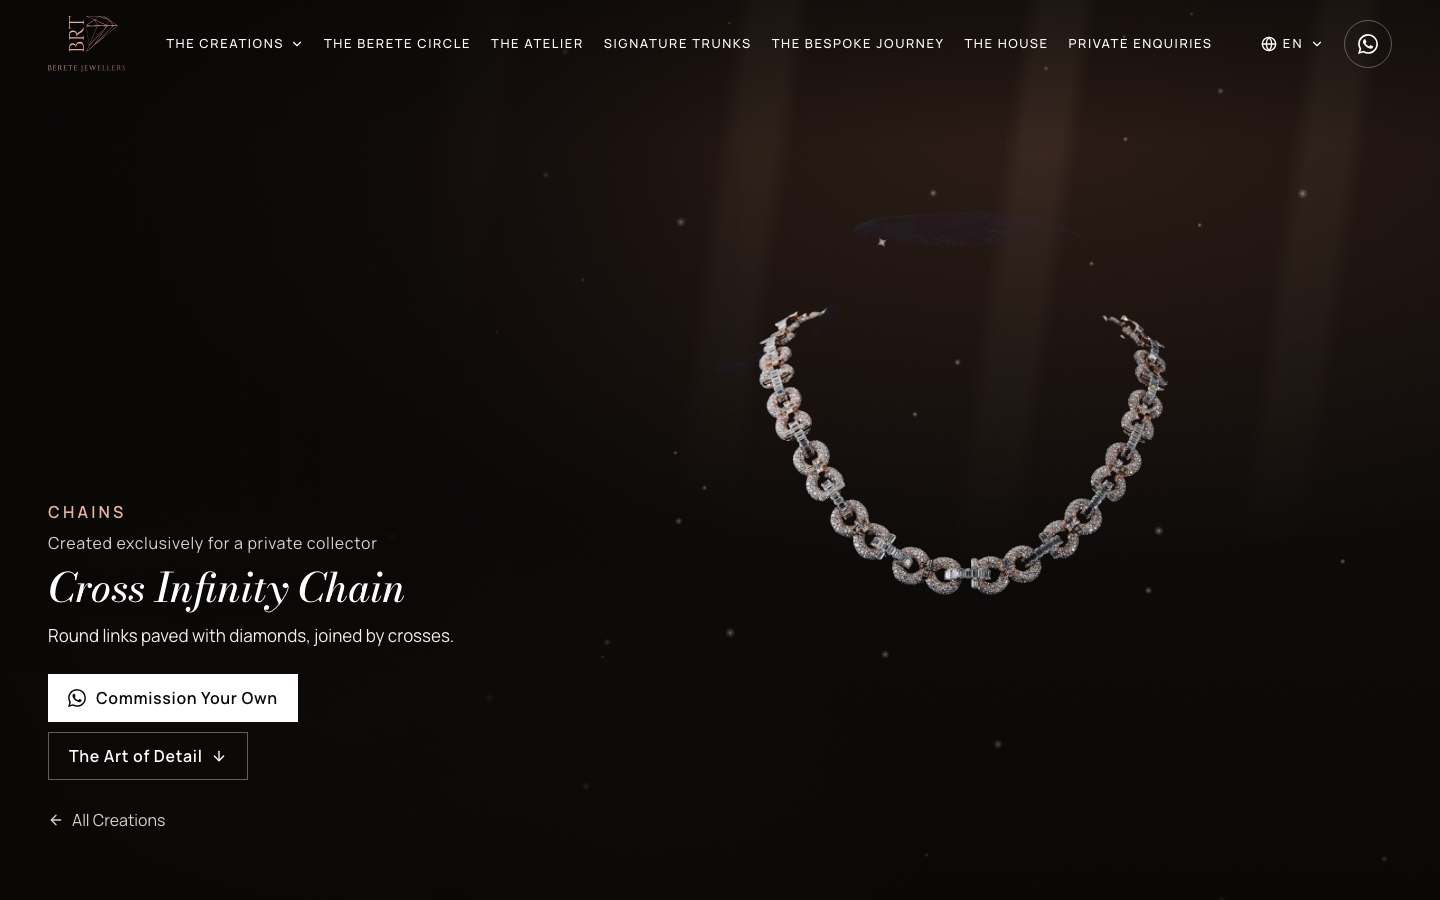 BRT
BERETE JEWELLERS
THE CREATIONS
THE BERETE CIRCLE
THE ATELIER
SIGNATURE TRUNKS
THE BESPOKE JOURNEY
THE HOUSE
PRIVATE ENQUIRIES
EN
CHAINS
Created exclusively for a private collector
Cross Infinity Chain
Round links paved with diamonds, joined by crosses.
Commission Your Own
The Art of Detail
All Creations